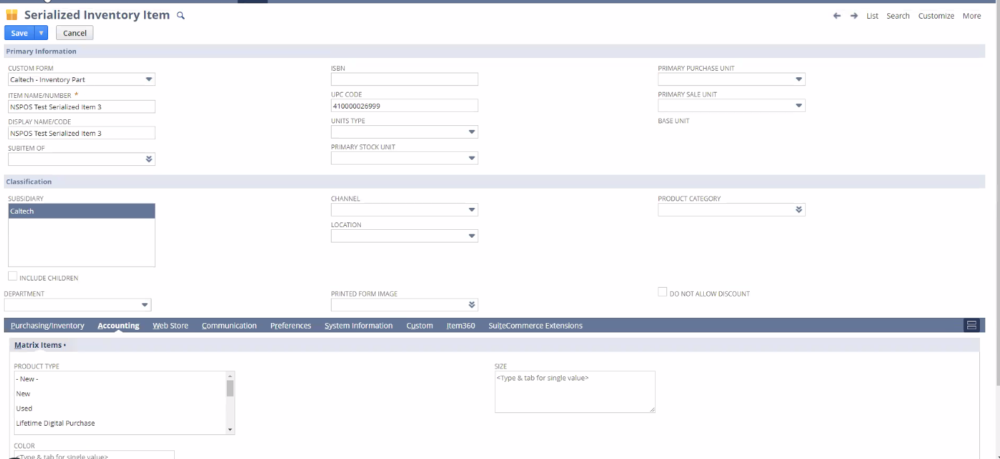 Serialized Inventory Item
List Search Customize More
Save Cancel
Primary Information
CUSTOM FORM
Caltech - Inventory Part
ITEM NAME/NUMBER *
NSPOS Test Serialized Item 3
DISPLAY NAME/CODE
NSPOS Test Serialized Item 3
SUBITEM OF
ISBN
UPC CODE
410000026999
UNITS TYPE
PRIMARY STOCK UNIT
PRIMARY PURCHASE UNIT
PRIMARY SALE UNIT
BASE UNIT
Classification
SUBSIDIARY
Caltech
INCLUDE CHILDREN
DEPARTMENT
CHANNEL
LOCATION
PRINTED FORM IMAGE
PRODUCT CATEGORY
DO NOT ALLOW DISCOUNT
Purchasing/Inventory Accounting Web Store Communication Preferences System Information Custom Item360 SuiteCommerce Extensions
Matrix Items •
PRODUCT TYPE
- New -
New
Used
Lifetime Digital Purchase
COLOR
<Type & tab for single value>
SIZE
<Type & tab for single value>